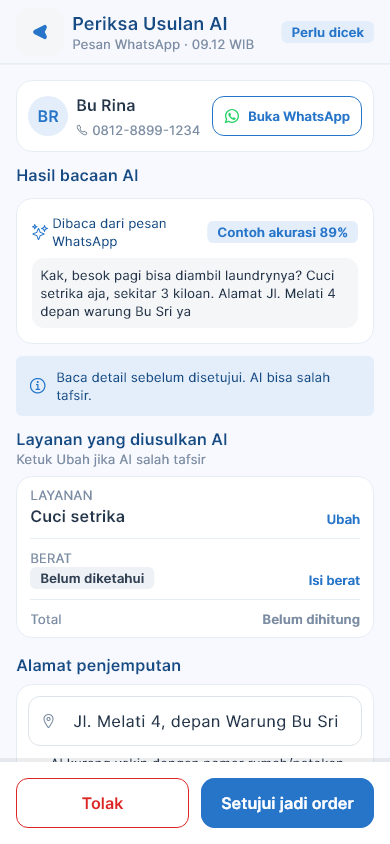 Periksa Usulan AI
Pesan WhatsApp · 09.12 WIB
Perlu dicek
BR
Bu Rina
0812-8899-1234
Buka WhatsApp
Hasil bacaan AI
Dibaca dari pesan
WhatsApp
Contoh akurasi 89%
Kak, besok pagi bisa diambil laundrynya? Cuci
setrika aja, sekitar 3 kiloan. Alamat Jl. Melati 4
depan warung Bu Sri ya
Baca detail sebelum disetujui. AI bisa salah
tafsir.
Layanan yang diusulkan AI
Ketuk Ubah jika AI salah tafsir
LAYANAN
Cuci setrika
Ubah
BERAT
Belum diketahui
Isi berat
Total
Belum dihitung
Alamat penjemputan
Jl. Melati 4, depan Warung Bu Sri
Tolak
Setujui jadi order